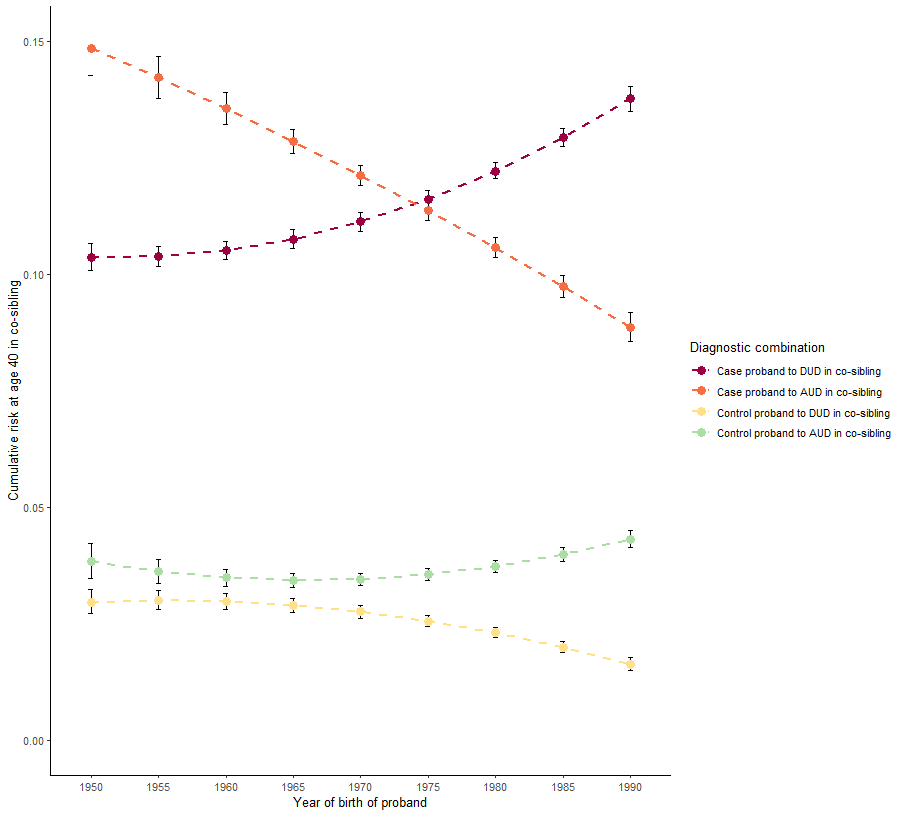 0.15
0.10
0.05
0.00
Cumulative risk at age 40 in co-sibling
1950 1955 1960 1965 1970 1975 1980 1985 1990
Year of birth of proband
Diagnostic combination
Case proband to DUD in co-sibling
Case proband to AUD in co-sibling
Control proband to DUD in co-sibling
Control proband to AUD in co-sibling